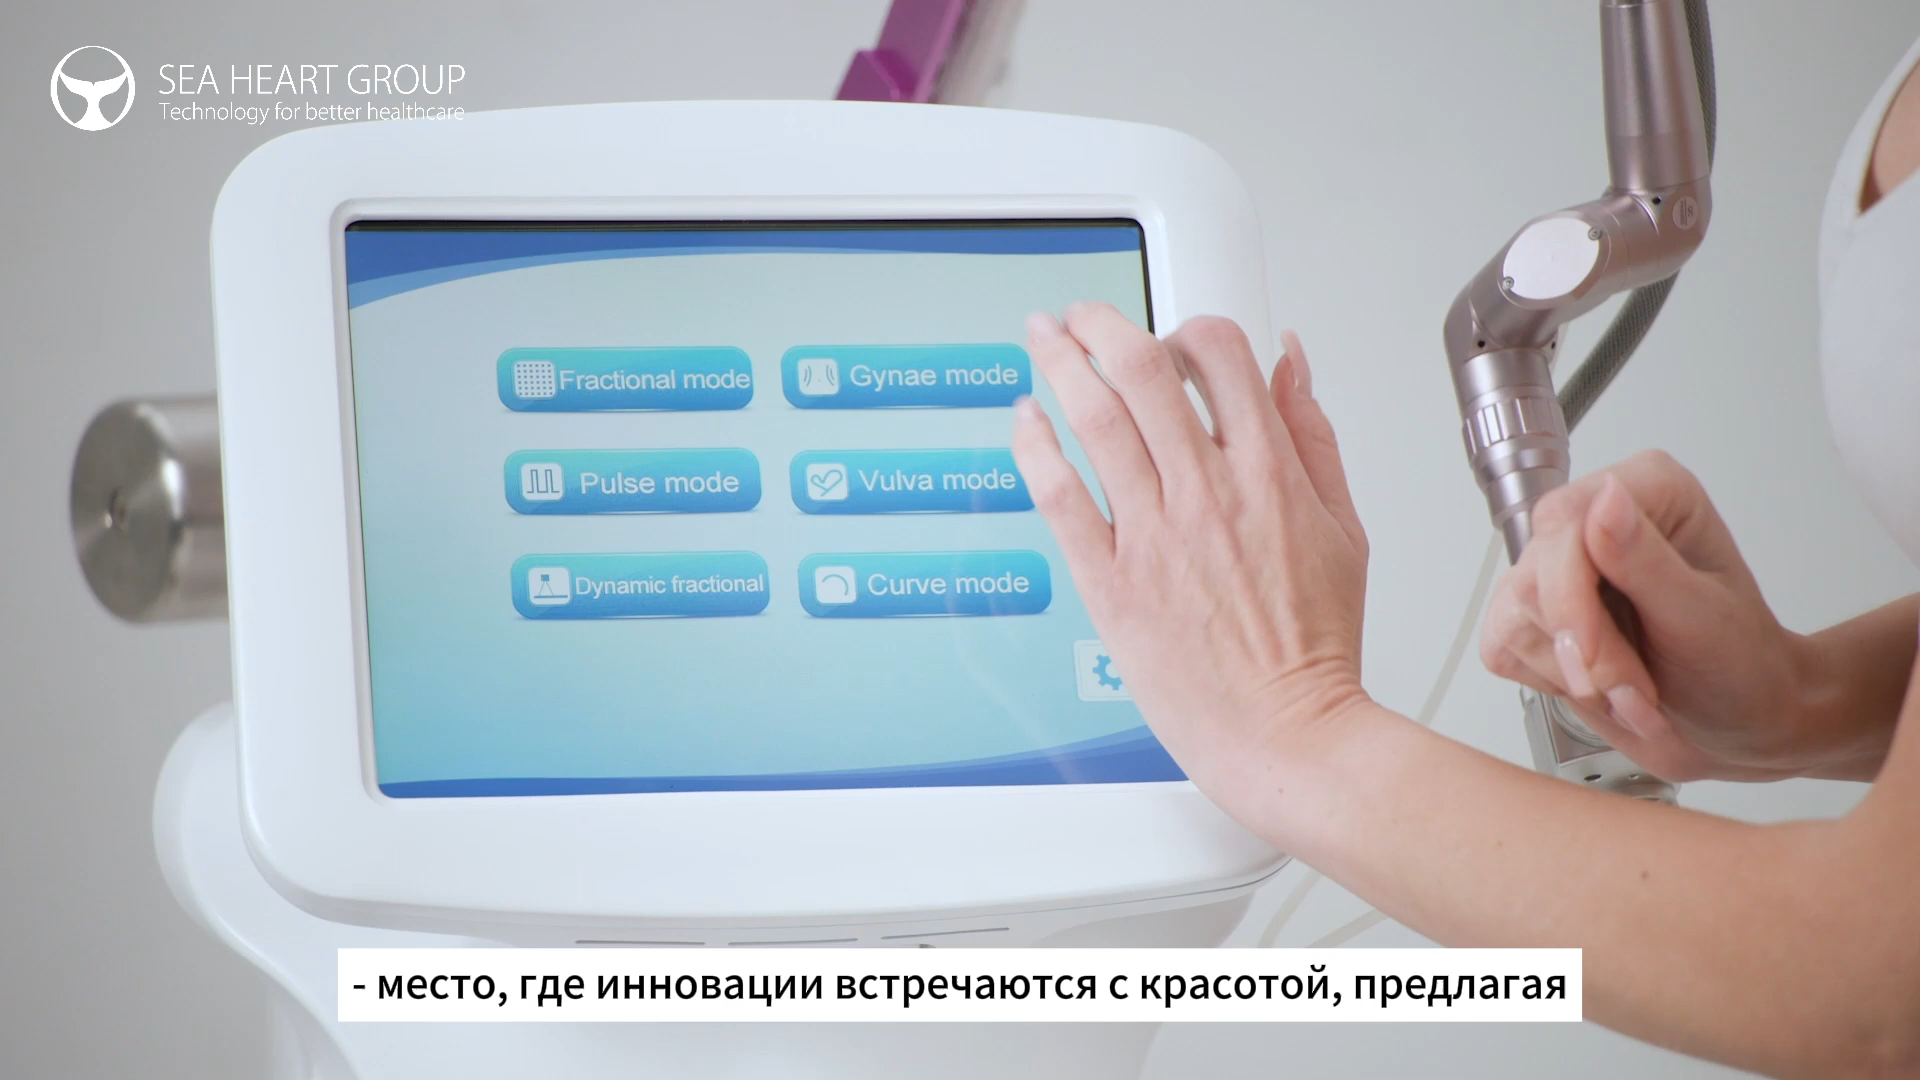 SEA HEART GROUP
Technology for better healthcare
Fractional mode
Gynae mode
Pulse mode
Vulva mode
Dynamic fractional
Curve mode
- место, где инновации встречаются с красотой, предлагая